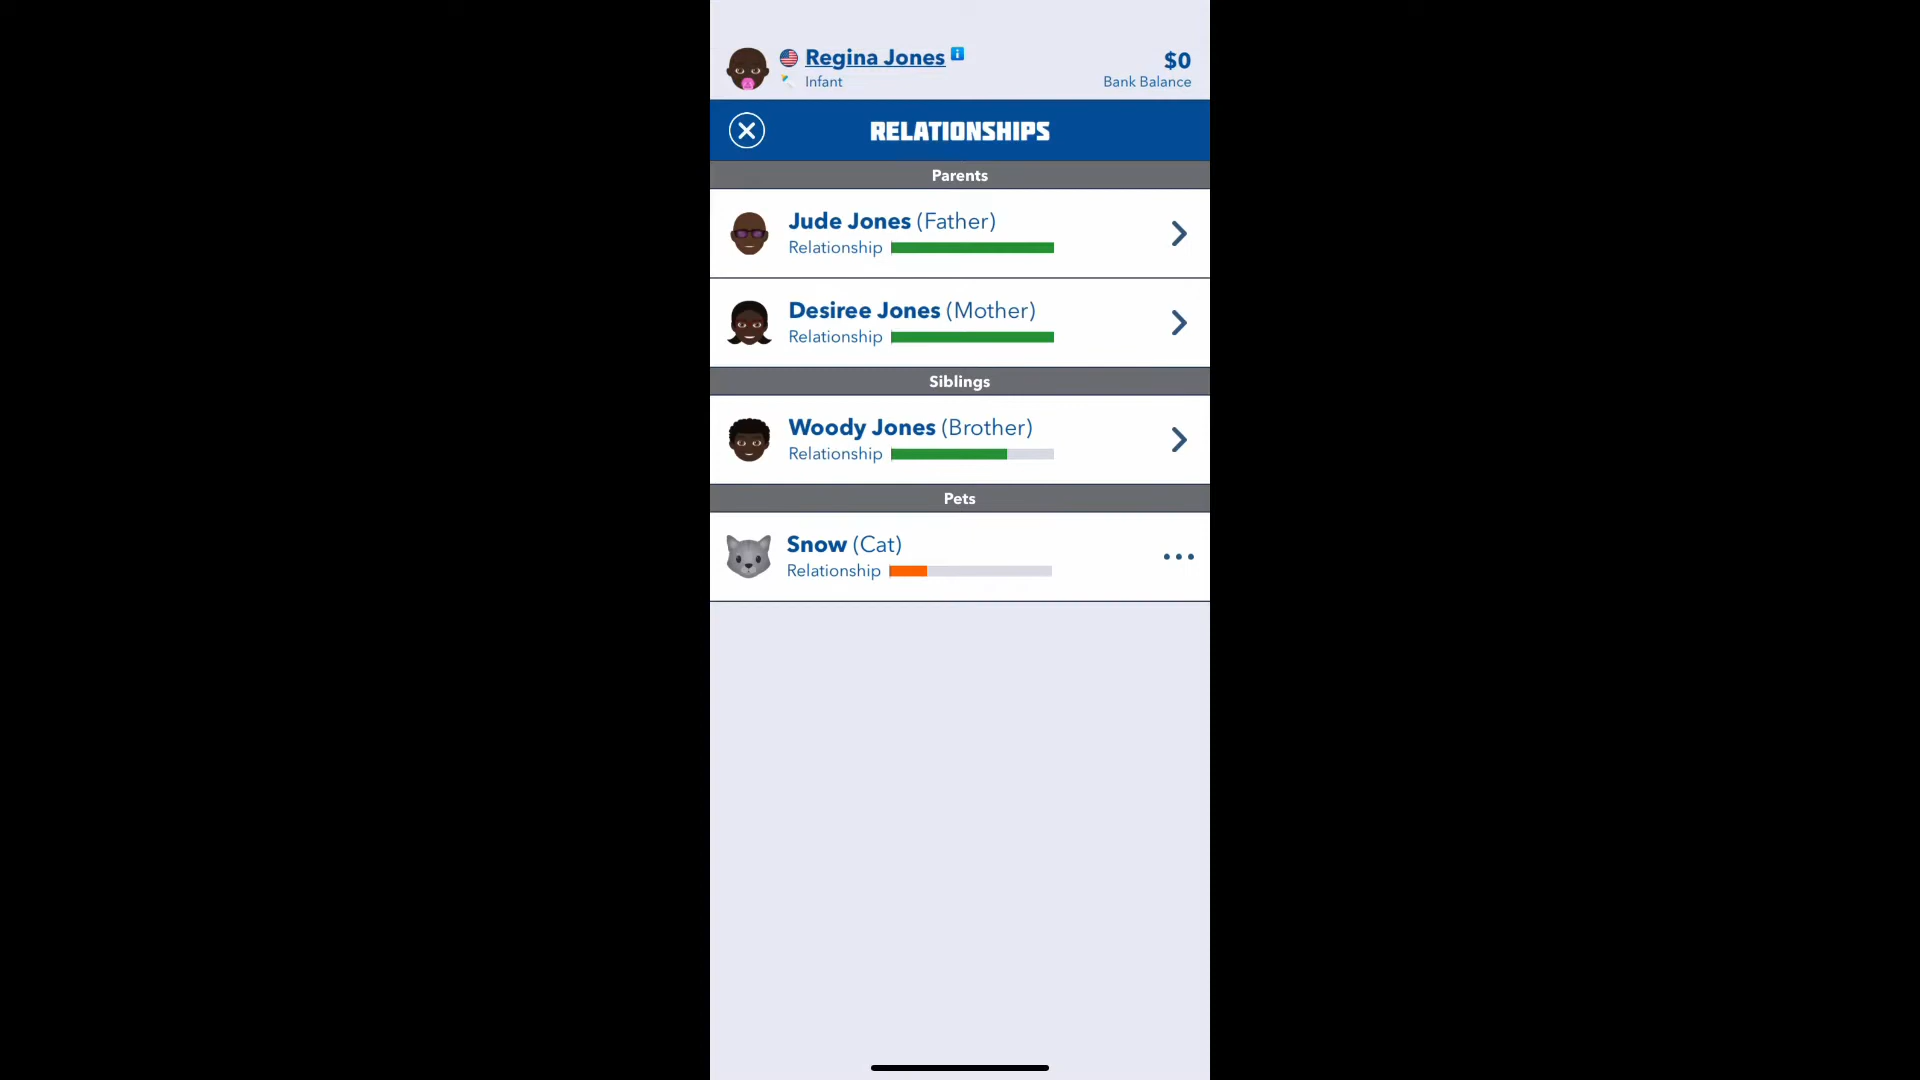 Regina Jones
$0
Infant
Bank Balance
RELATIONSHIPS
Parents
Jude Jones (Father)
Relationship
Desiree Jones (Mother)
Relationship
Siblings
Woody Jones (Brother)
Relationship
Pets
Snow (Cat)
Relationship